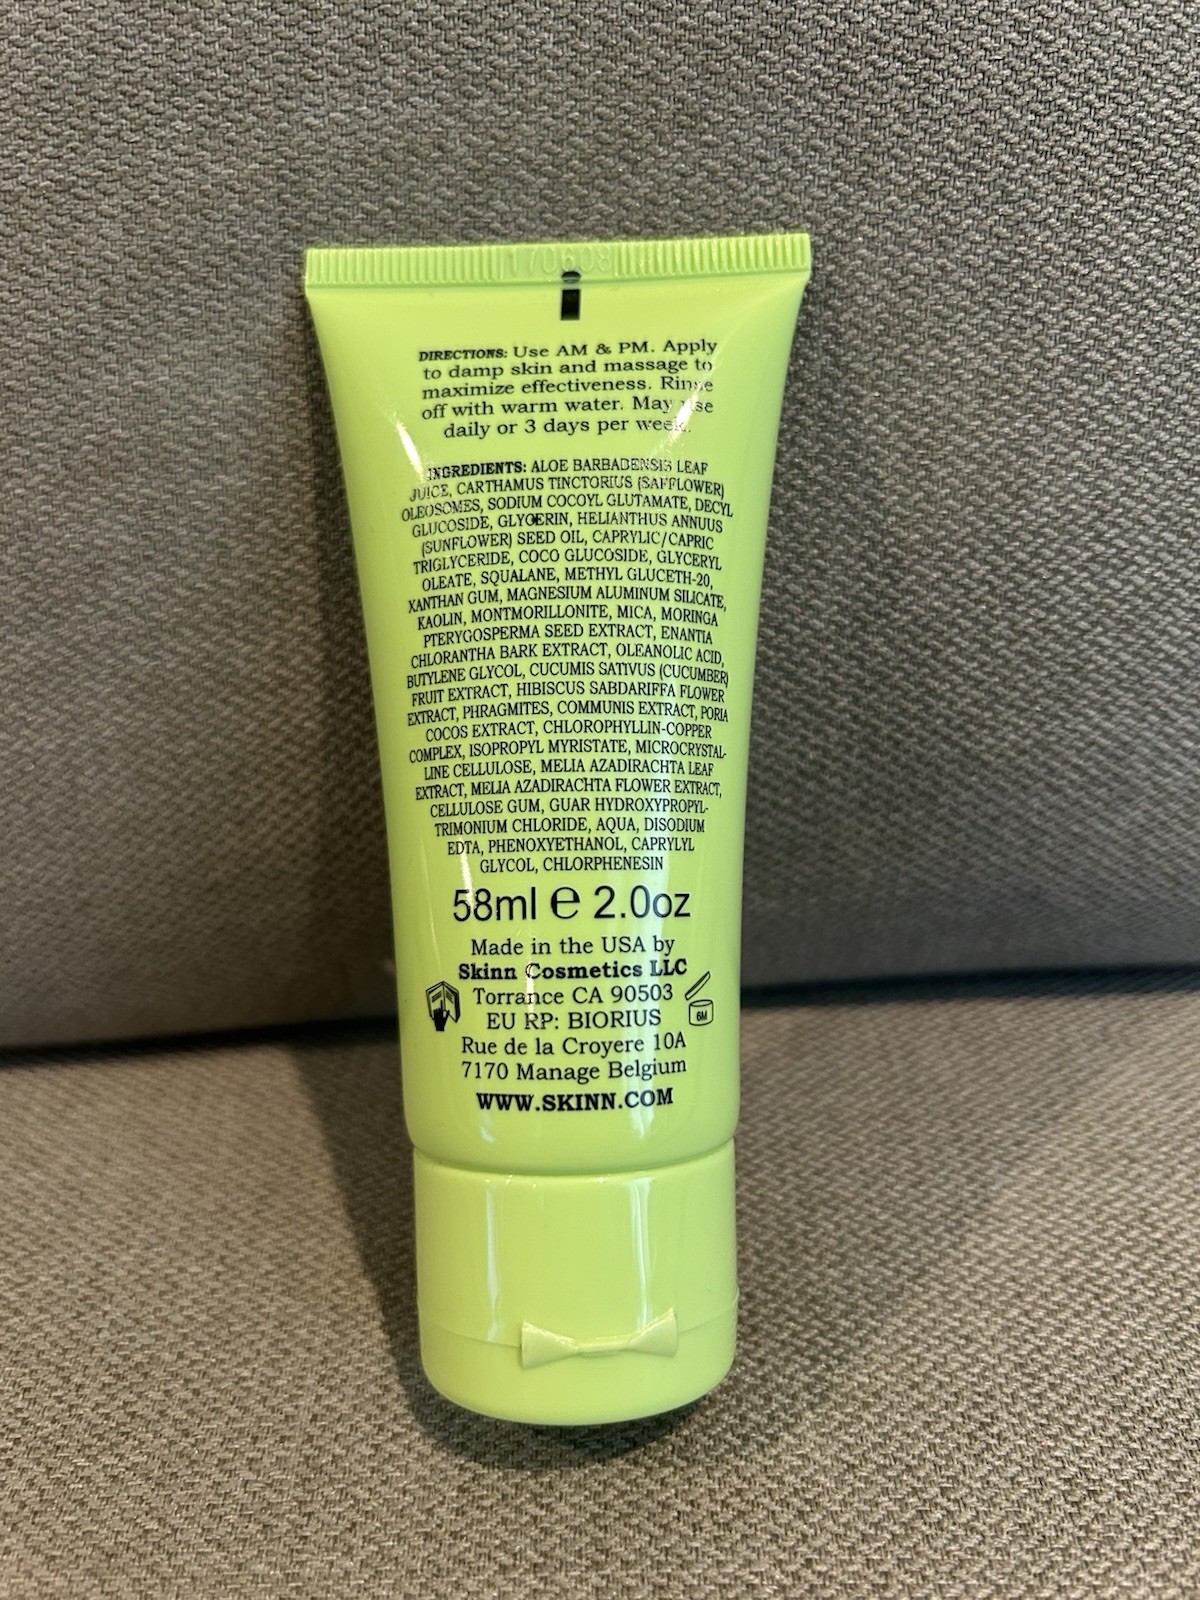 170608
DIRECTIONS: Use AM & PM. Apply
to damp skin and massage to
maximize effectiveness. Rinse
off with warm water. May use
daily or 3 days per week.
INGREDIENTS: ALOE BARBADENSIS LEAF
JUICE, CARTHAMUS TINCTORIUS (SAFFLOWER)
OLEOSOMES, SODIUM COCOYL GLUTAMATE, DECYL
GLUCOSIDE, GLYCERIN, HELIANTHUS ANNUUS
(SUNFLOWER) SEED OIL, CAPRYLIC/CAPRIC
TRIGLYCERIDE, COCO GLUCOSIDE, GLYCERYL
OLEATE, SQUALANE, METHYL GLUCETH-20,
XANTHAN GUM, MAGNESIUM ALUMINUM SILICATE,
KAOLIN, MONTMORILLONITE, MICA, MORINGA
PTERYGOSPERMA SEED EXTRACT, ENANTIA
CHLORANTHA BARK EXTRACT, OLEANOLIC ACID,
BUTYLENE GLYCOL, CUCUMIS SATIVUS (CUCUMBER)
FRUIT EXTRACT, HIBISCUS SABDARIFFA FLOWER
EXTRACT, PHRAGMITES, COMMUNIS EXTRACT, PORIA
COCOS EXTRACT, CHLOROPHYLLIN-COPPER
COMPLEX, ISOPROPYL MYRISTATE, MICROCRYSTAL-
LINE CELLULOSE, MELIA AZADIRACHTA LEAF
EXTRACT, MELIA AZADIRACHTA FLOWER EXTRACT,
CELLULOSE GUM, GUAR HYDROXYPROPYL-
TRIMONIUM CHLORIDE, AQUA, DISODIUM
EDTA, PHENOXYETHANOL, CAPRYLYL
GLYCOL, CHLORPHENESIN
58ml e 2.0oz
Made in the USA by
Skinn Cosmetics LLC
Torrance CA 90503
6M
EU RP: BIORIUS
Rue de la Croyere 10A
7170 Manage Belgium
WWW.SKINN.COM